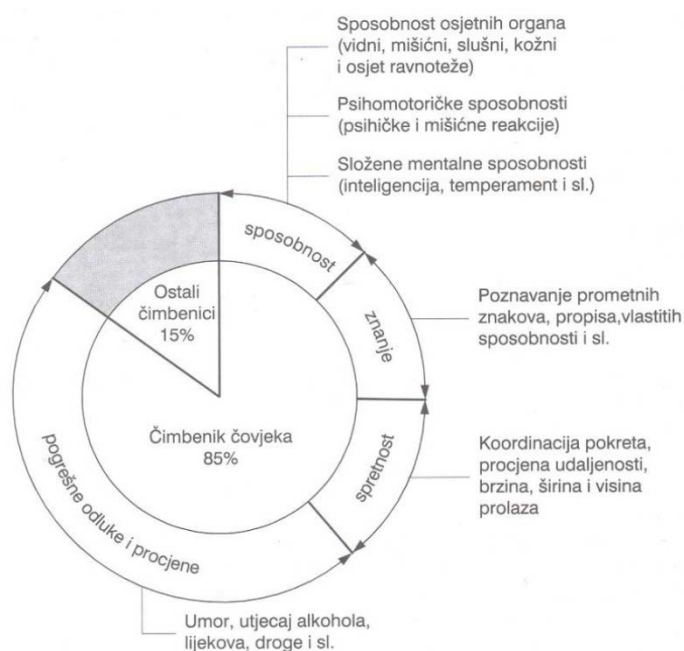 Sposobnost osjetnih organa
(vidni, mišićni, slušni, kožni
i osjet ravnoteže)
Psihomotoričke sposobnosti
(psihičke i mišićne reakcije)
Složene mentalne sposobnosti
(inteligencija, temperament i sl.)
sposobnost
Ostali
čimbenici
15%
znanje
Poznavanje prometnih
znakova, propisa,vlastitih
sposobnosti i sl.
Čimbenik čovjeka
85%
spretnost
Koordinacija pokreta,
procjena udaljenosti,
brzina, širina i visina
prolaza
pogrešne odluke i procjene
Umor, utjecaj alkohola,
lijekova, droge i sl.